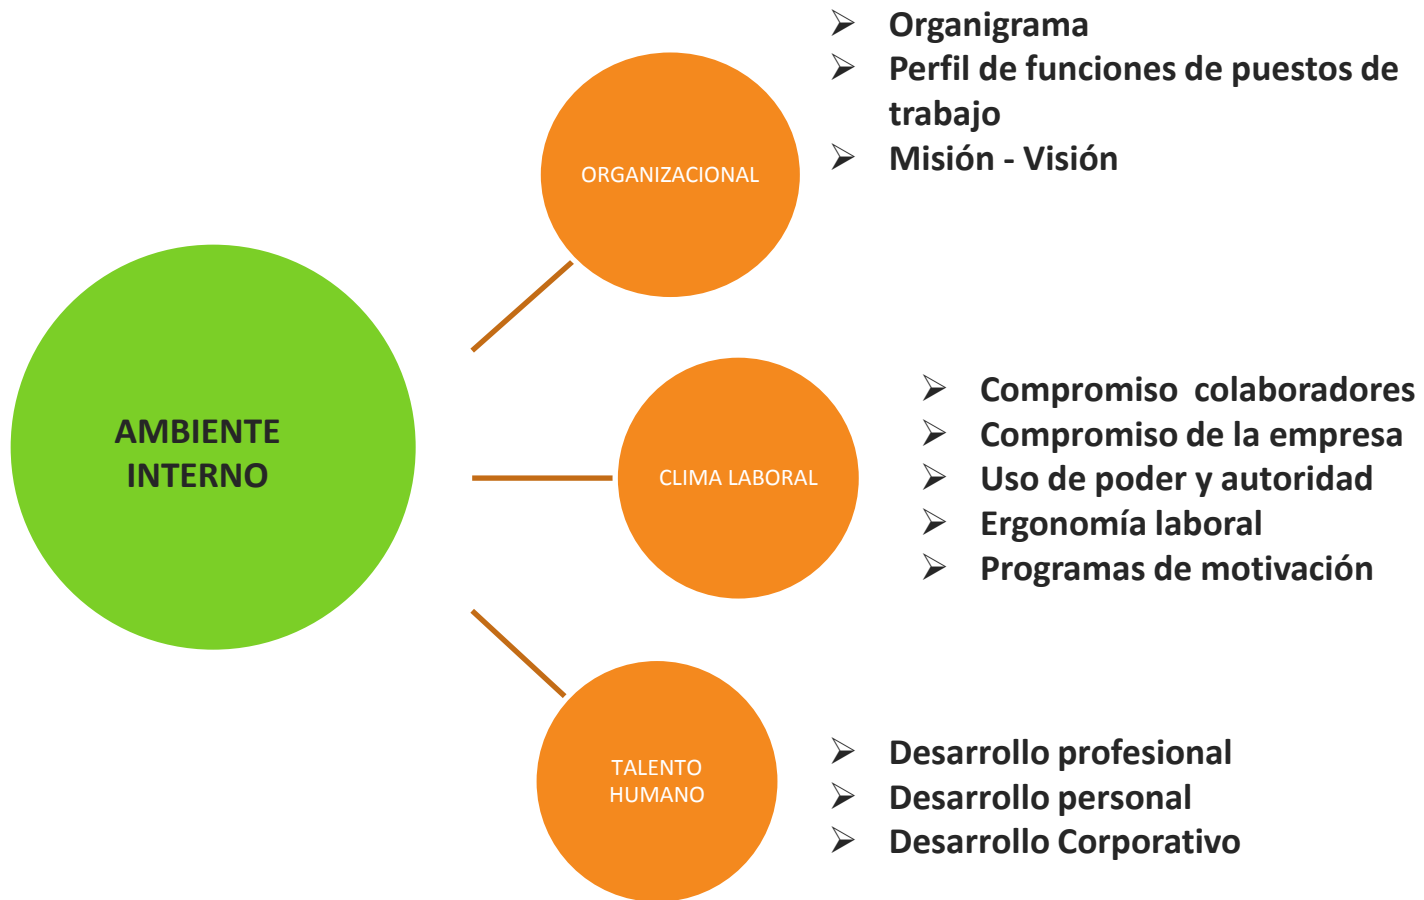 AMBIENTE
INTERNO
ORGANIZACIONAL
➢ Organigrama
➢ Perfil de funciones de puestos de
trabajo
➢ Misión - Visión
CLIMA LABORAL
➢ Compromiso  colaboradores
➢ Compromiso de la empresa
➢ Uso de poder y autoridad
➢ Ergonomía laboral
➢ Programas de motivación
TALENTO
HUMANO
➢ Desarrollo profesional
➢ Desarrollo personal
➢ Desarrollo Corporativo